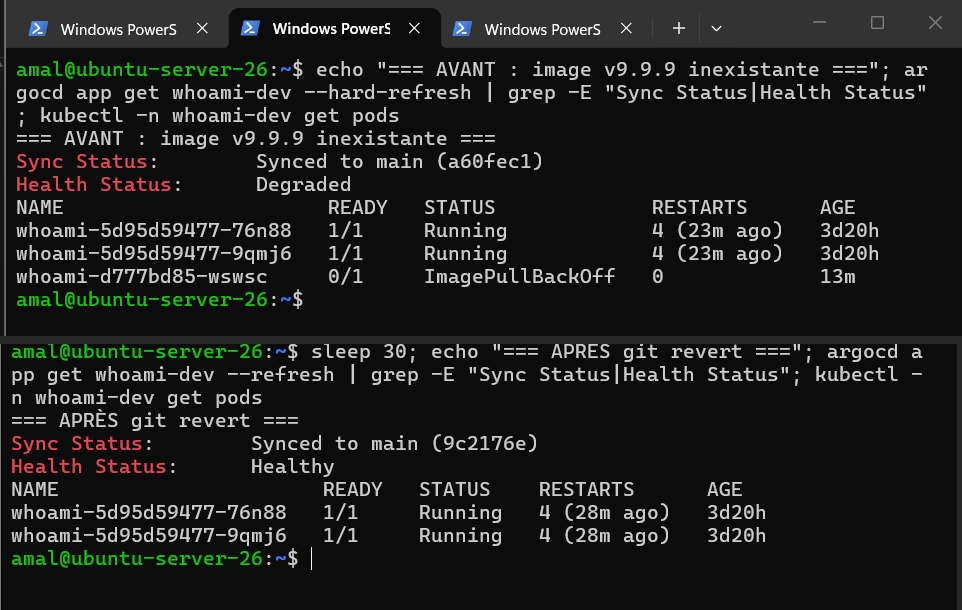 Windows PowerS
Windows PowerS
Windows PowerS
amal@ubuntu-server-26:~$ echo "=== AVANT : image v9.9.9 inexistante ==="; ar
gocd app get whoami-dev --hard-refresh | grep -E "Sync Status|Health Status"
; kubectl -n whoami-dev get pods
=== AVANT : image v9.9.9 inexistante ===
Sync Status: Synced to main (a60fec1)
Health Status: Degraded
NAME READY STATUS RESTARTS AGE
whoami-5d95d59477-76n88 1/1 Running 4 (23m ago) 3d20h
whoami-5d95d59477-9qmj6 1/1 Running 4 (23m ago) 3d20h
whoami-d777bd85-wswsc 0/1 ImagePullBackOff 0 13m
amal@ubuntu-server-26:~$
amal@ubuntu-server-26:~$ sleep 30; echo "=== APRES git revert ==="; argocd a
pp get whoami-dev --refresh | grep -E "Sync Status|Health Status"; kubectl -
n whoami-dev get pods
=== APRÈS git revert ===
Sync Status: Synced to main (9c2176e)
Health Status: Healthy
NAME READY STATUS RESTARTS AGE
whoami-5d95d59477-76n88 1/1 Running 4 (28m ago) 3d20h
whoami-5d95d59477-9qmj6 1/1 Running 4 (28m ago) 3d20h
amal@ubuntu-server-26:~$